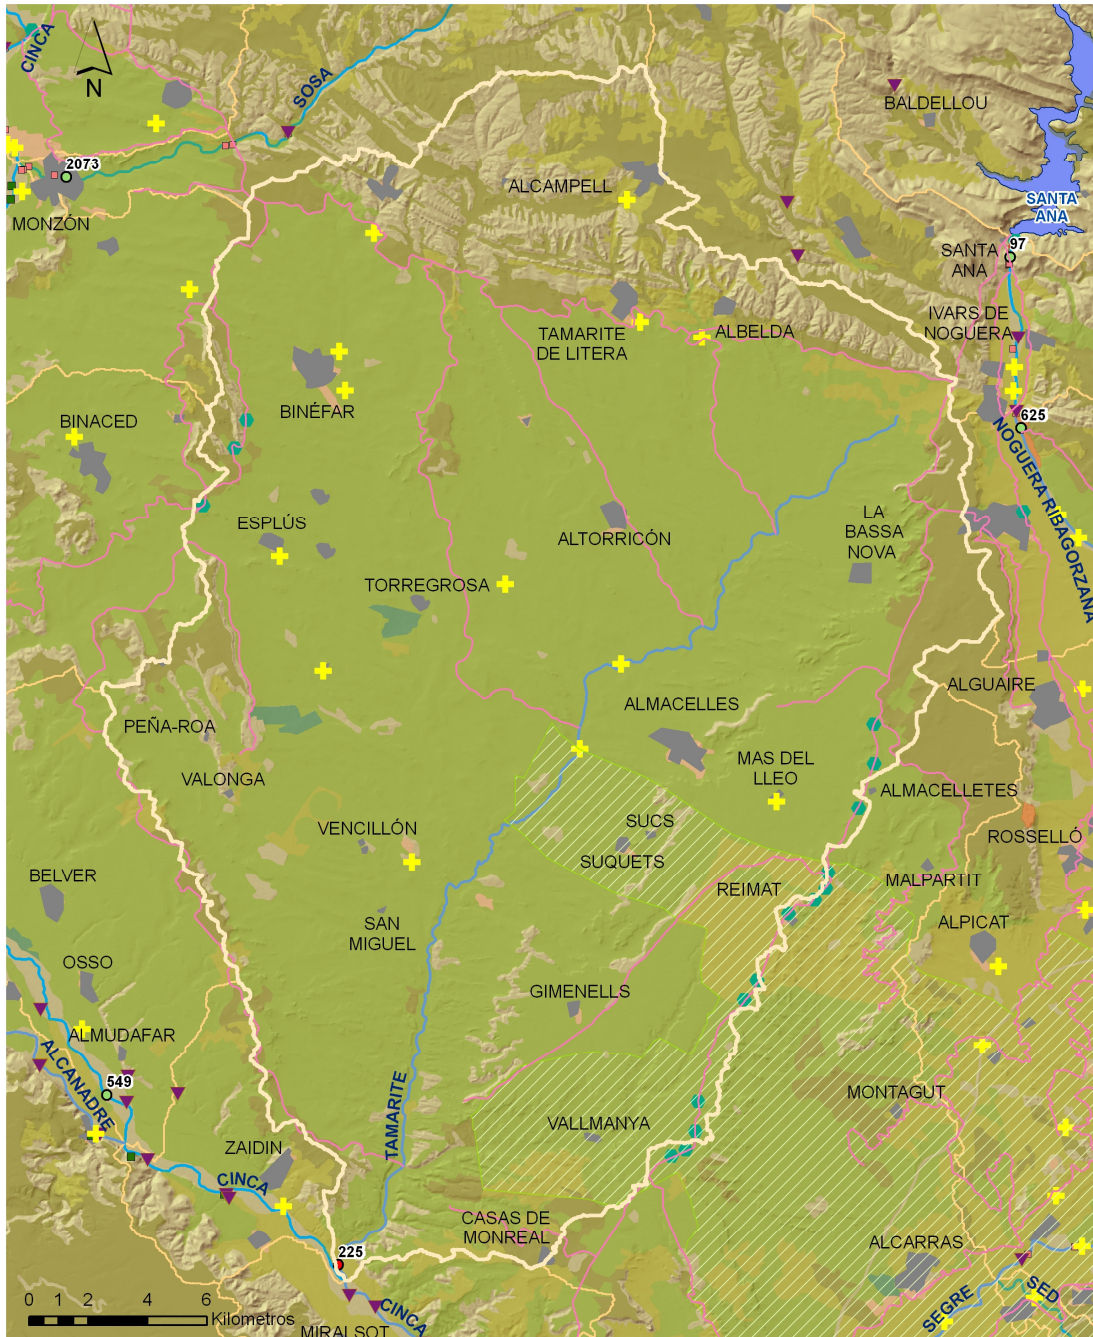 CINCA
N
SOSA
2073
MONZÓN
BALDELLOU
ALCAMPELL
SANTA
ANA
97
SANTA
ANA
IVARS DE
NOGUERA
TAMARITE
DE LITERA
ALBELDA
BINÉFAR
BINACED
625
NOGUERA RIBAGORZANA
ESPLÚS
ALTORRICÓN
LA
BASSA
NOVA
TORREGROSA
ALGUAIRE
PEÑA-ROA
ALMACELLES
VALONGA
MAS DEL
LLEO
ALMACELLETES
VENCILLÓN
SUCS
SUQUETS
ROSSELLÓ
BELVER
REIMAT
MALPARTIT
SAN
MIGUEL
ALPICAT
OSSO
GIMENELLS
ALMUDAFAR
ALCANADRE
549
MONTAGUT
VALLMANYA
TAMARITE
ZAIDIN
CINCA
CASAS DE
MONREAL
225
ALCARRAS
SEGRE
SED
CINCA
0 1 2 4 6
Kilometros
MIRALSOT